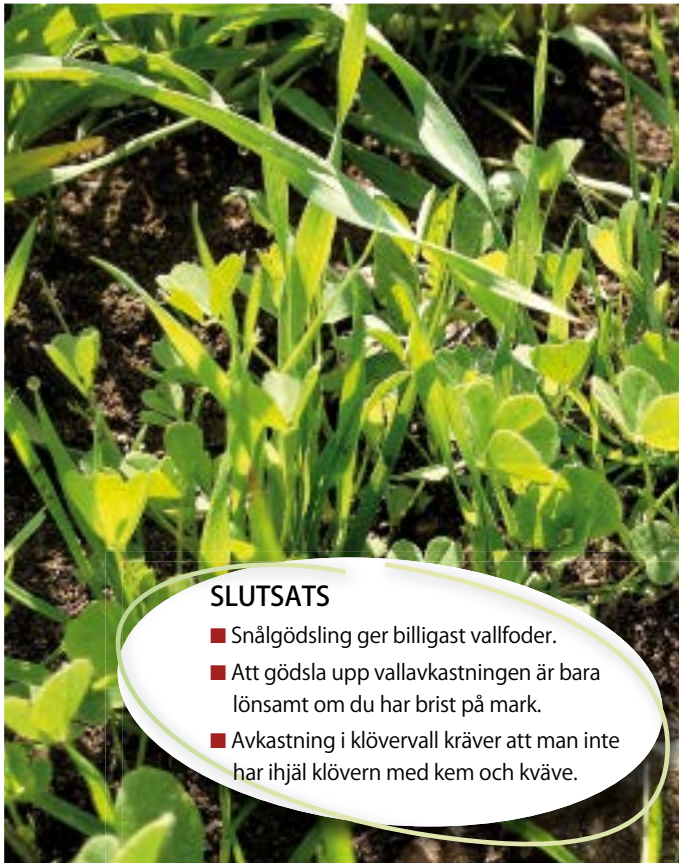 SLUTSATS
■ Snålgödsling ger billigast vallfoder.
■ Att gödsla upp vallavkastningen är bara
lönsamt om du har brist på mark.
■ Avkastning i klövervall kräver att man inte
har ihjäl klövern med kem och kväve.